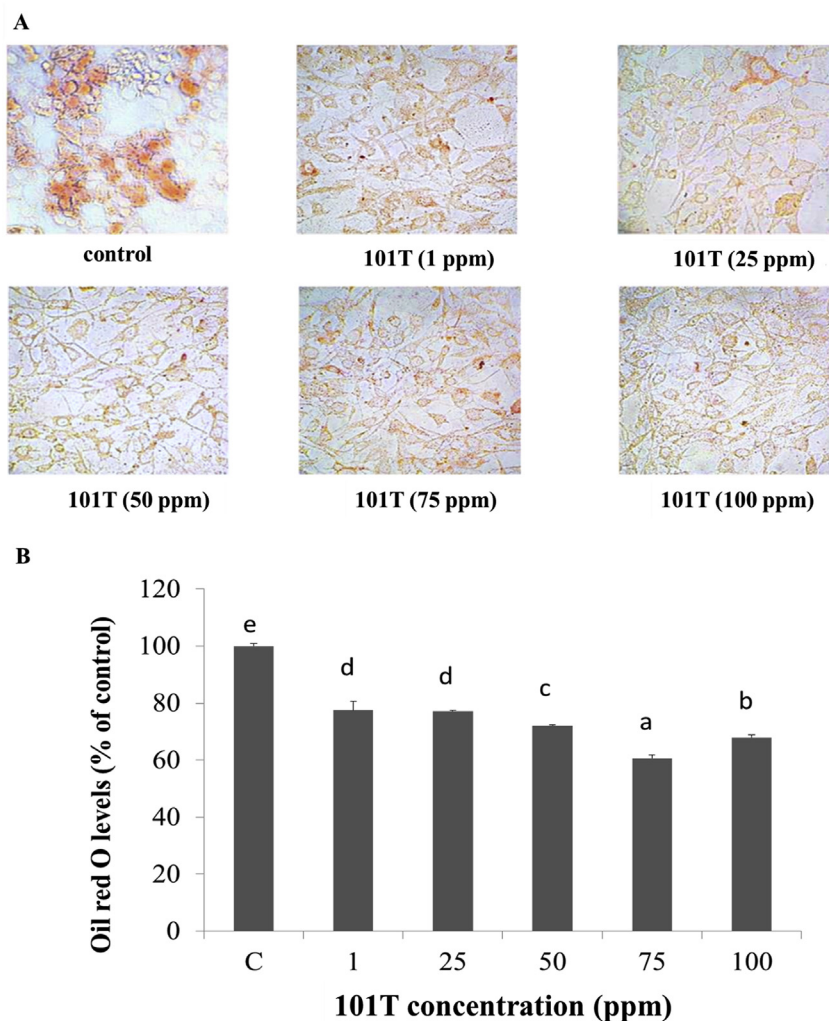 A
control
101T (1 ppm)
101T (25 ppm)
101T (50 ppm)
101T (75 ppm)
101T (100 ppm)
B
Oil red O levels (% of control)
120
100
80
60
40
20
0
e
d
d
c
a
b
C
1
25
50
75
100
101T concentration (ppm)